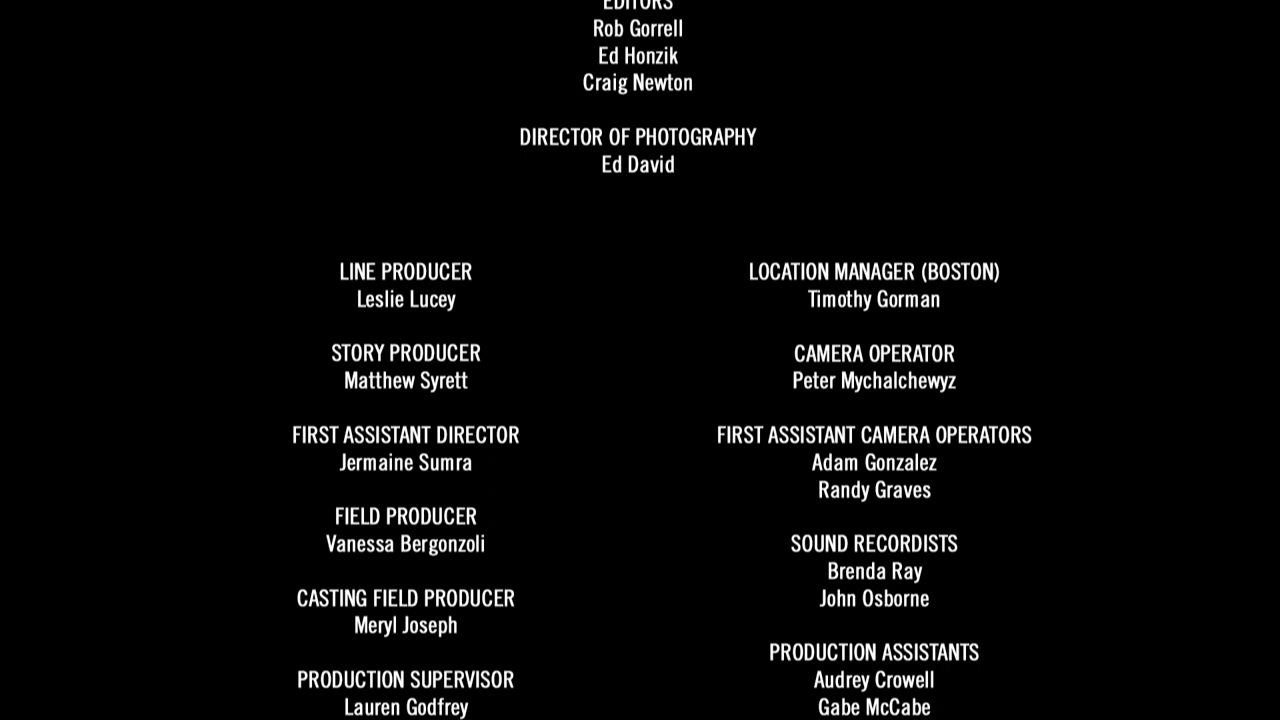 EDITORS
Rob Gorrell
Ed Honzik
Craig Newton
DIRECTOR OF PHOTOGRAPHY
Ed David
LINE PRODUCER
Leslie Lucey
STORY PRODUCER
Matthew Syrett
FIRST ASSISTANT DIRECTOR
Jermaine Sumra
FIELD PRODUCER
Vanessa Bergonzoli
CASTING FIELD PRODUCER
Meryl Joseph
PRODUCTION SUPERVISOR
Lauren Godfrey
LOCATION MANAGER (BOSTON)
Timothy Gorman
CAMERA OPERATOR
Peter Mychalchewyz
FIRST ASSISTANT CAMERA OPERATORS
Adam Gonzalez
Randy Graves
SOUND RECORDISTS
Brenda Ray
John Osborne
PRODUCTION ASSISTANTS
Audrey Crowell
Gabe McCabe